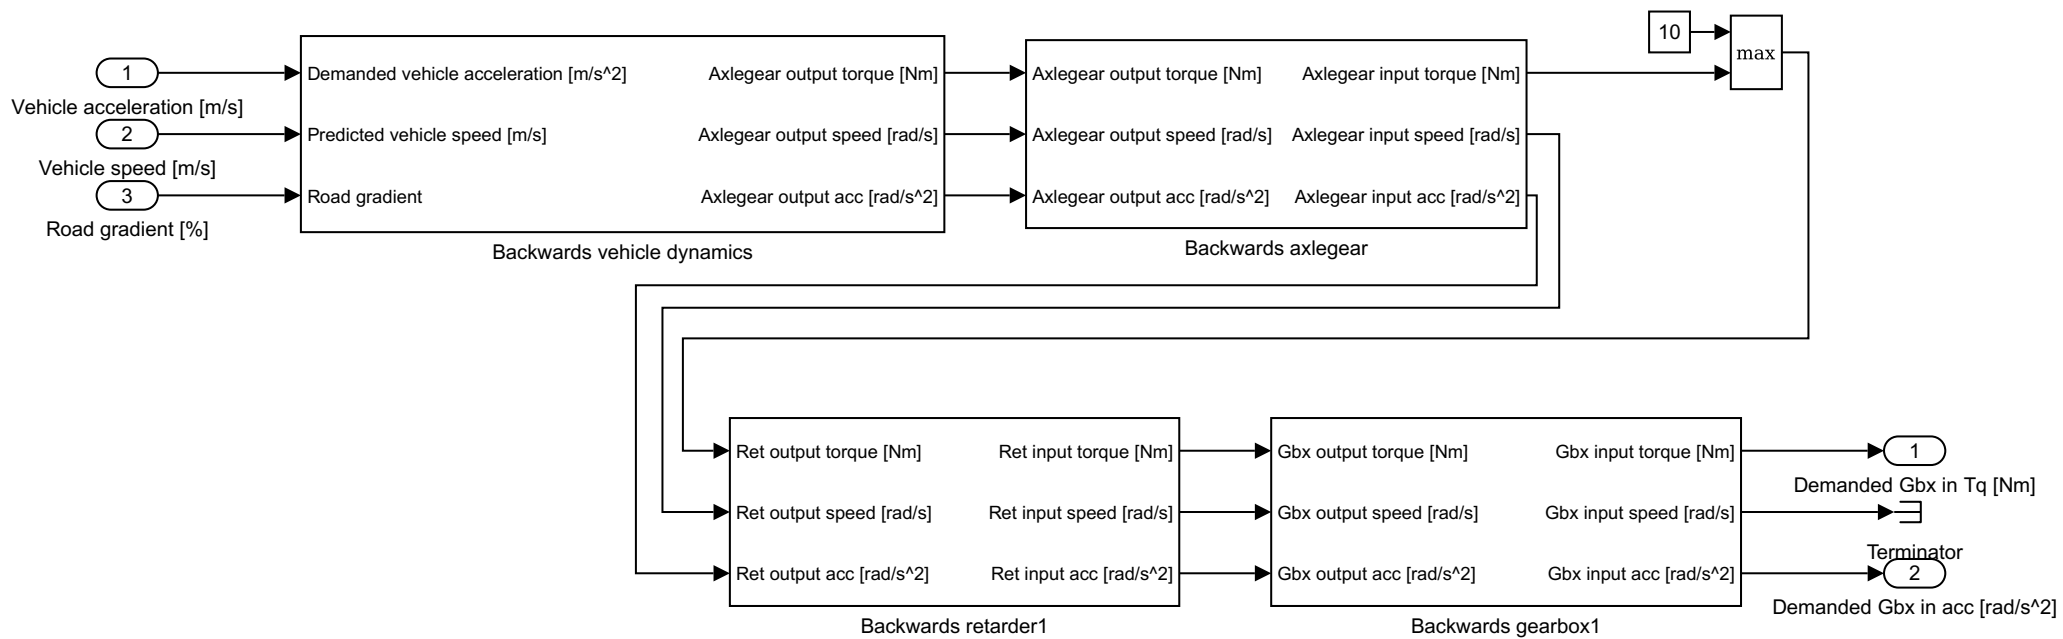 10
max
1
Vehicle acceleration [m/s]
2
Vehicle speed [m/s]
3
Road gradient [%]
Demanded vehicle acceleration [m/s^2]
Predicted vehicle speed [m/s]
Road gradient
Axlegear output torque [Nm]
Axlegear output speed [rad/s]
Axlegear output acc [rad/s^2]
Backwards vehicle dynamics
Axlegear output torque [Nm]
Axlegear output speed [rad/s]
Axlegear output acc [rad/s^2]
Axlegear input torque [Nm]
Axlegear input speed [rad/s]
Axlegear input acc [rad/s^2]
Backwards axlegear
Ret output torque [Nm]
Ret output speed [rad/s]
Ret output acc [rad/s^2]
Ret input torque [Nm]
Ret input speed [rad/s]
Ret input acc [rad/s^2]
Backwards retarder1
Gbx output torque [Nm]
Gbx output speed [rad/s]
Gbx output acc [rad/s^2]
Gbx input torque [Nm]
Gbx input speed [rad/s]
Gbx input acc [rad/s^2]
Backwards gearbox1
1
Demanded Gbx in Tq [Nm]
Terminator
2
Demanded Gbx in acc [rad/s^2]